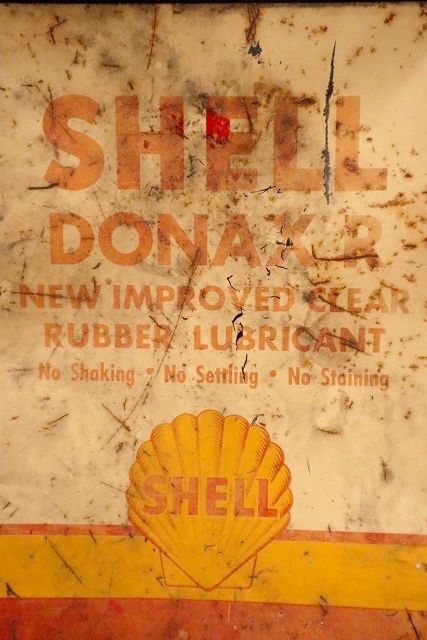 SHELL
DONAX R
NEW IMPROVED CLEAR
RUBBER LUBRICANT
No Shaking • No Settling • No Staining
SHELL